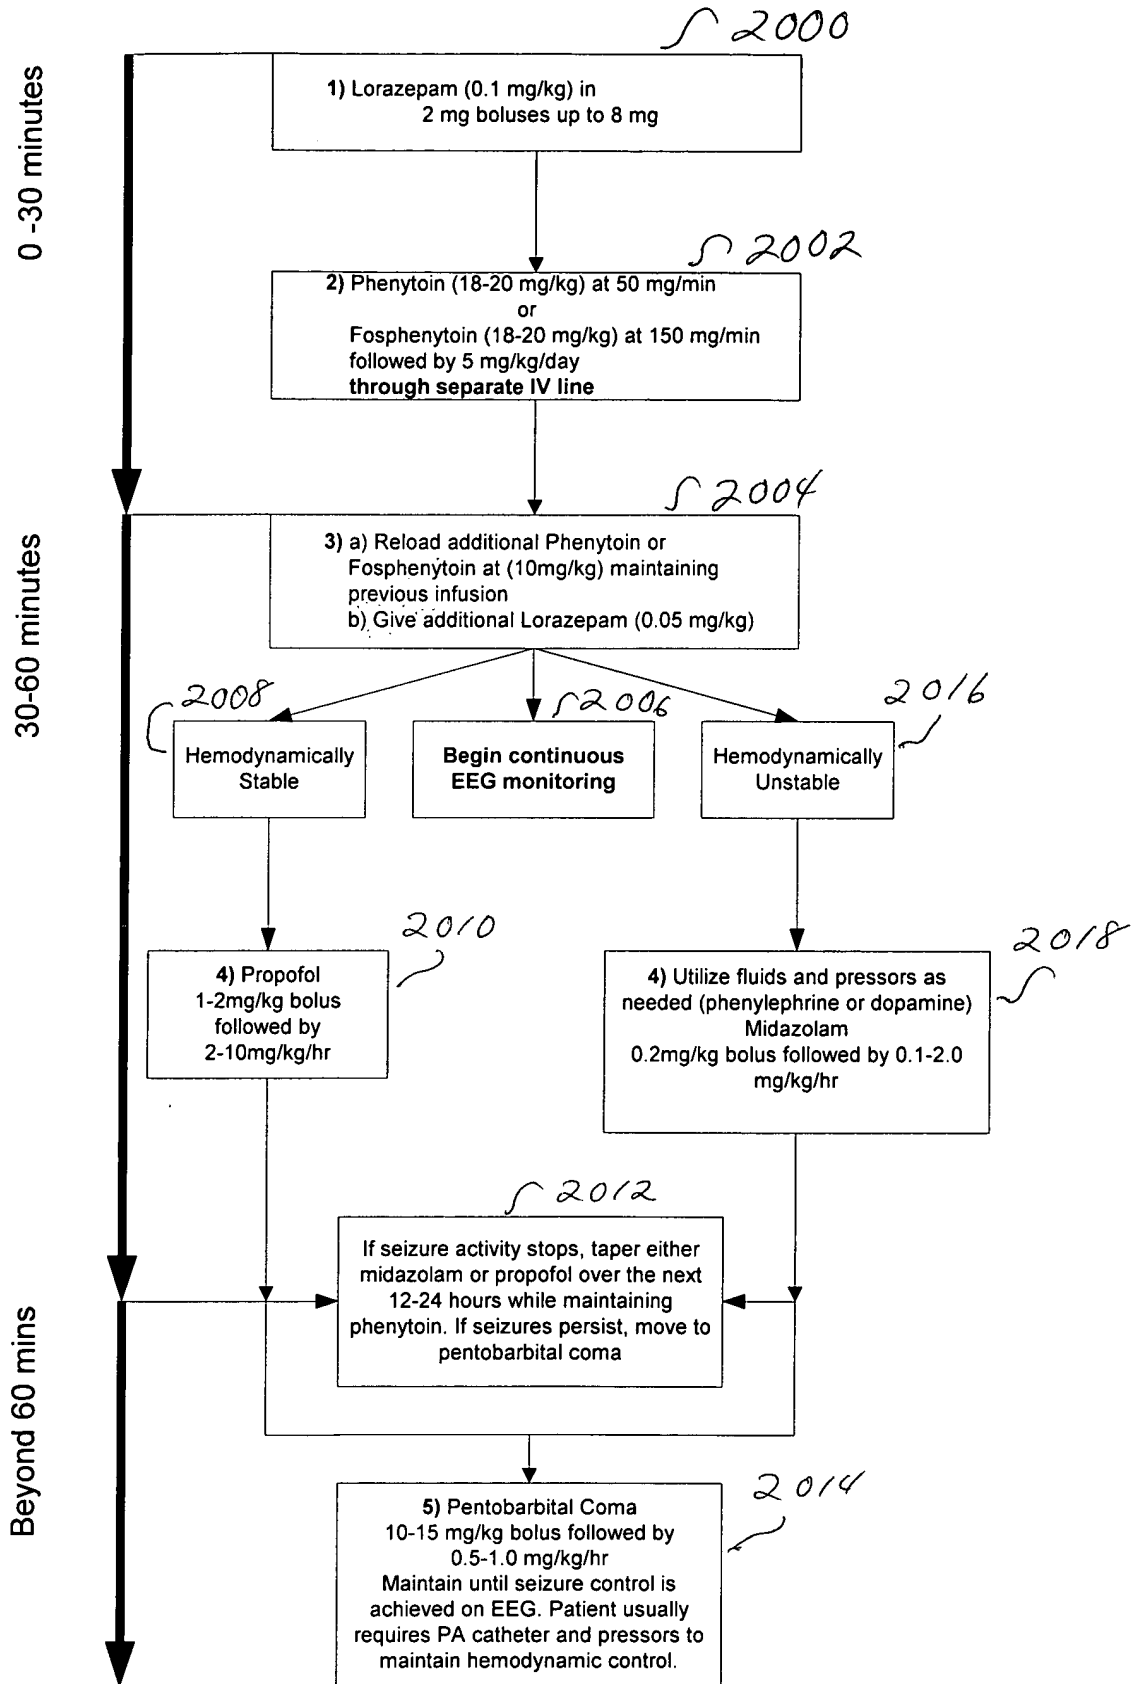 2000
1) Lorazepam (0.1 mg/kg) in
2 mg boluses up to 8 mg
0 -30 minutes
2002
2) Phenytoin (18-20 mg/kg) at 50 mg/min
or
Fosphenytoin (18-20 mg/kg) at 150 mg/min
followed by 5 mg/kg/day
through separate IV line
2004
3) a) Reload additional Phenytoin or
Fosphenytoin at (10mg/kg) maintaining
previous infusion
b) Give additional Lorazepam (0.05 mg/kg)
30-60 minutes
2008
2006
2016
Hemodynamically
Stable
Begin continuous
EEG monitoring
Hemodynamically
Unstable
2010
2018
4) Propofol
1-2mg/kg bolus
followed by
2-10mg/kg/hr
4) Utilize fluids and pressors as
needed (phenylephrine or dopamine)
Midazolam
0.2mg/kg bolus followed by 0.1-2.0
mg/kg/hr
2012
If seizure activity stops, taper either
midazolam or propofol over the next
12-24 hours while maintaining
phenytoin. If seizures persist, move to
pentobarbital coma
Beyond 60 mins
2014
5) Pentobarbital Coma
10-15 mg/kg bolus followed by
0.5-1.0 mg/kg/hr
Maintain until seizure control is
achieved on EEG. Patient usually
requires PA catheter and pressors to
maintain hemodynamic control.